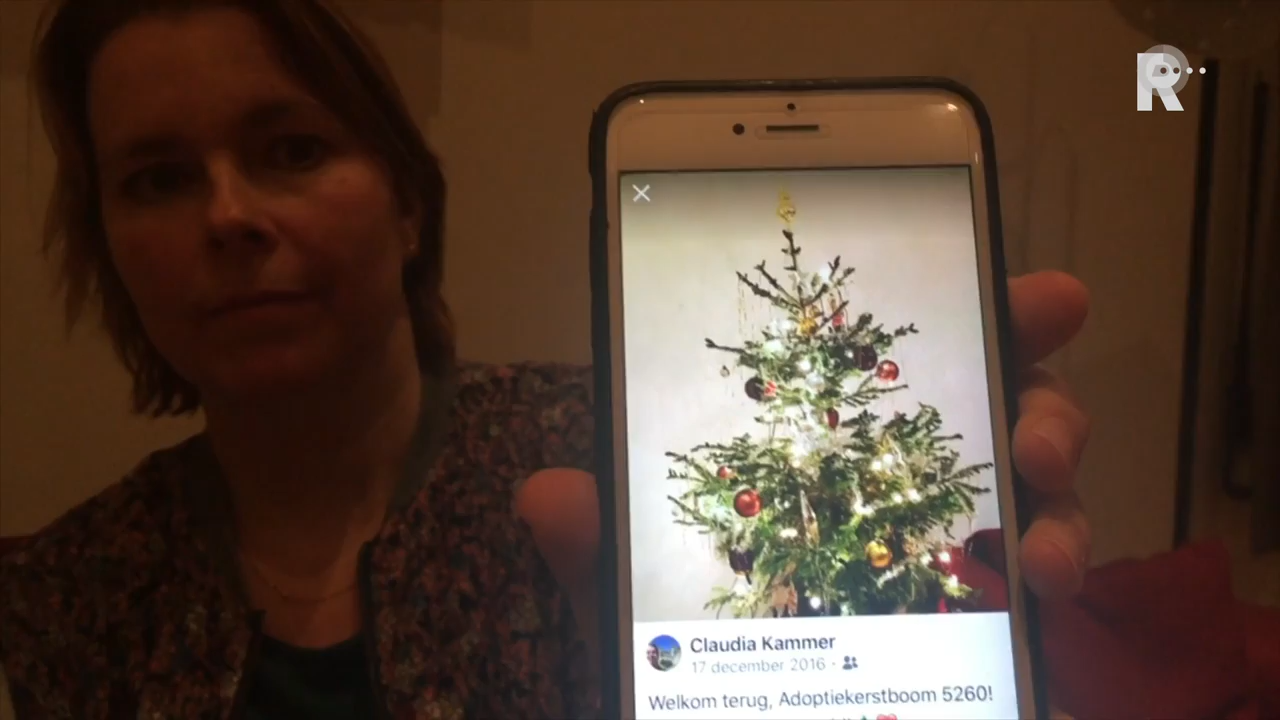 R
Claudia Kammer
17 december 2016 ·
Welkom terug, Adoptiekerstboom 5260!